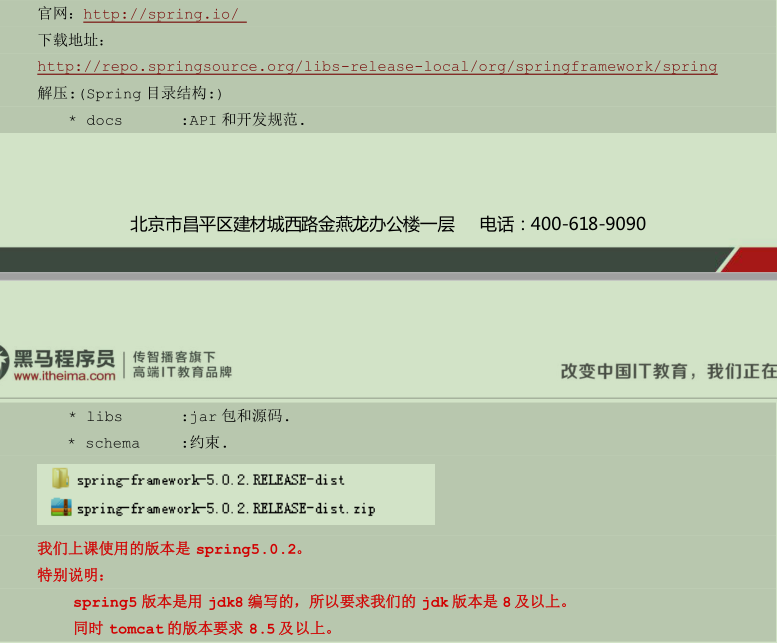 官网：http://spring.io/
下载地址：
http://repo.springsource.org/libs-release-local/org/springframework/spring
解压:(Spring 目录结构:)
* docs :API 和开发规范.
北京市昌平区建材城西路金燕龙办公楼一层 电话：400-618-9090
黑马程序员
www.itheima.com
传智播客旗下
高端IT教育品牌
改变中国IT教育，我们正在
* libs :jar 包和源码.
* schema :约束.
spring-framework-5.0.2.RELEASE-dist
spring-framework-5.0.2.RELEASE-dist.zip
我们上课使用的版本是 spring5.0.2。
特别说明：
spring5 版本是用 jdk8 编写的，所以要求我们的 jdk 版本是 8 及以上。
同时 tomcat 的版本要求 8.5 及以上。